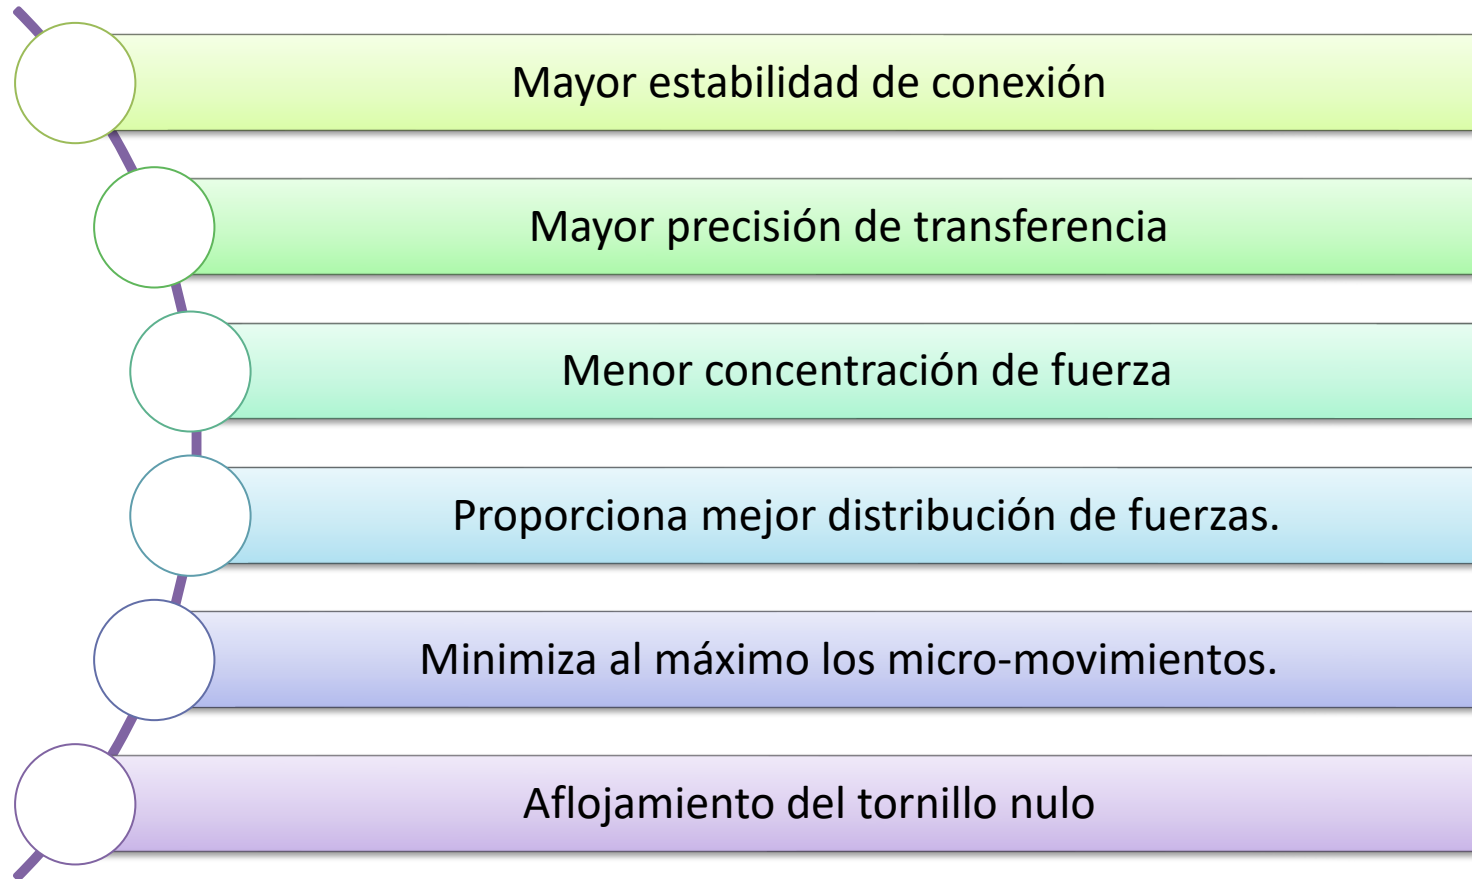 Mayor estabilidad de conexión
Mayor precisión de transferencia
Menor concentración de fuerza
Proporciona mejor distribución de fuerzas.
Minimiza al máximo los micro-movimientos.
Aflojamiento del tornillo nulo